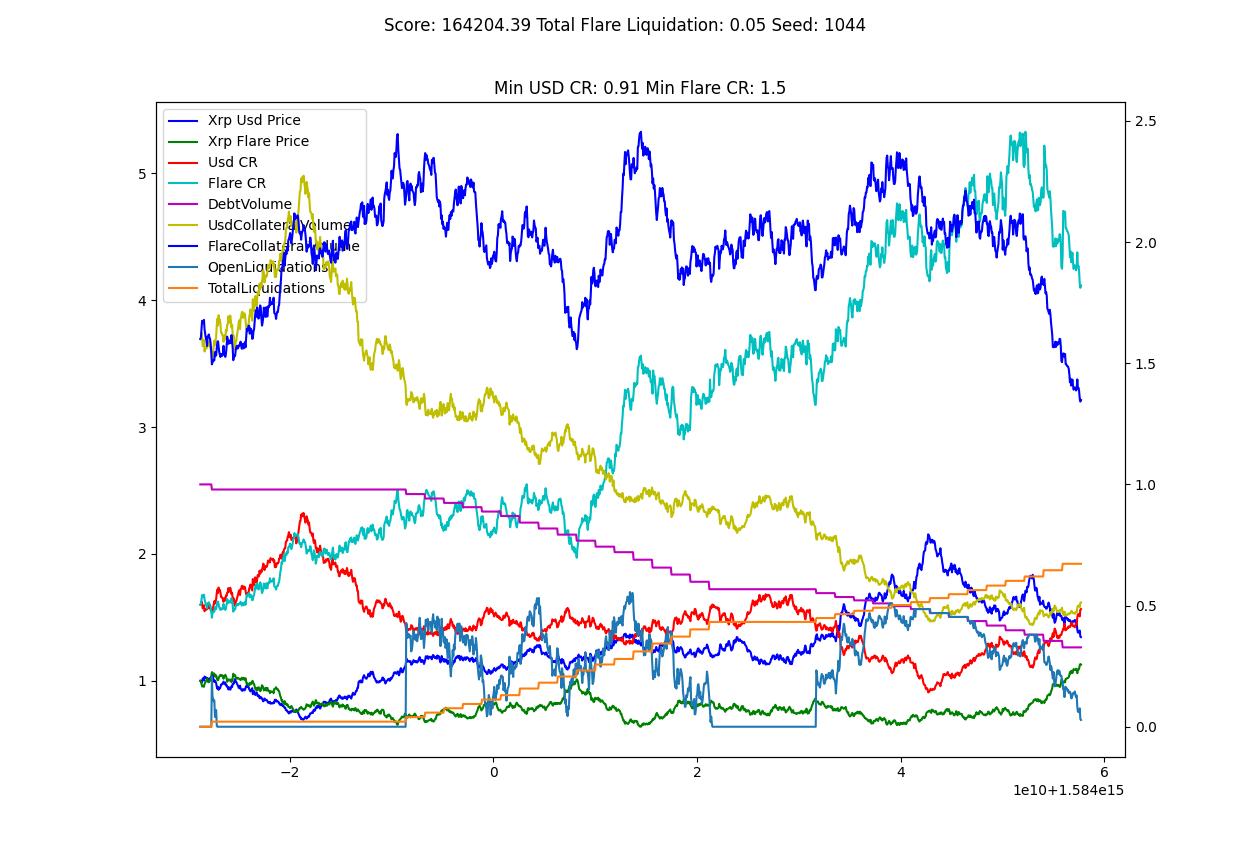 Score: 164204.39 Total Flare Liquidation: 0.05 Seed: 1044
Min USD CR: 0.91 Min Flare CR: 1.5
Xrp Usd Price
Xrp Flare Price
Usd CR
Flare CR
DebtVolume
UsdCollateralVolume
FlareCollateralVolume
OpenLiquidations
TotalLiquidations
5
4
3
2
1
2.5
2.0
1.5
1.0
0.5
0.0
−2
0
2
4
6
1e10+1.584e15